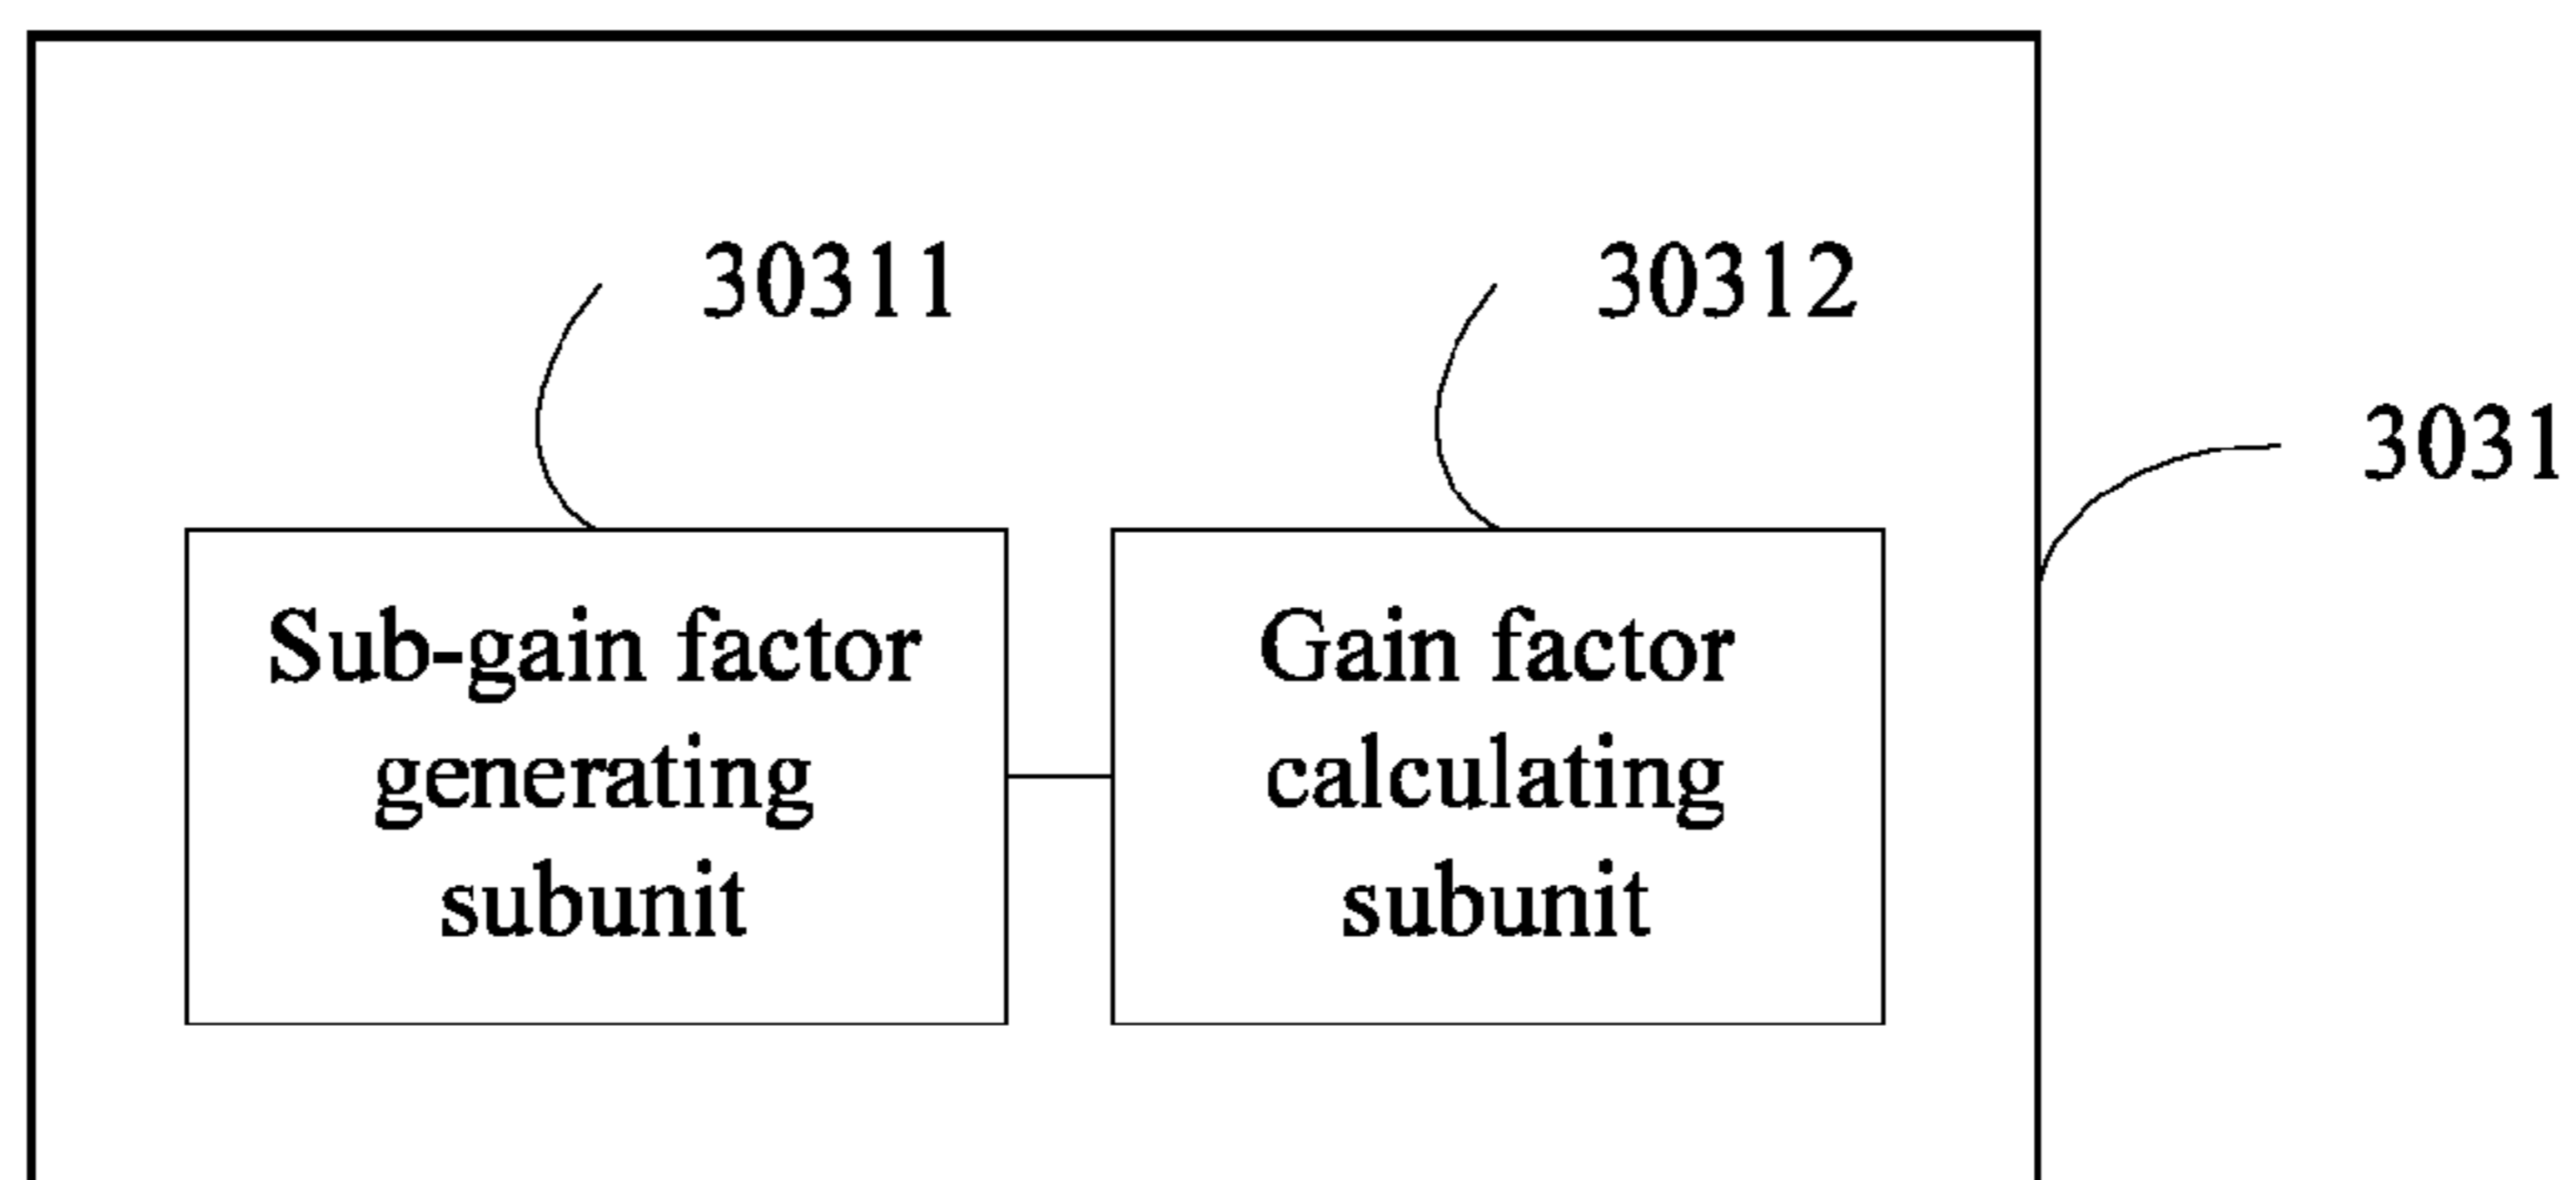 30311
30312
3031
Sub-gain factor
generating
subunit
Gain factor
calculating
subunit